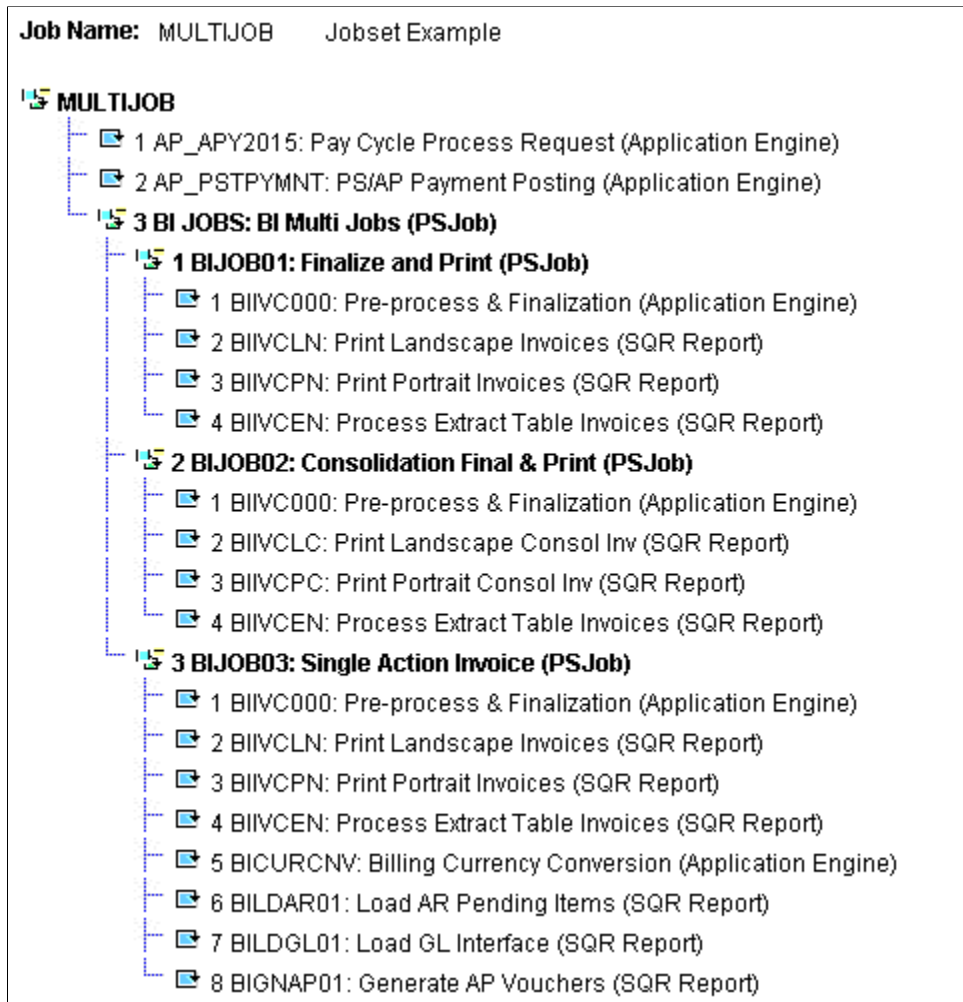 Job Name: MULTIJOB Jobset Example
MULTIJOB
1 AP_APY2015: Pay Cycle Process Request (Application Engine)
2 AP_PSTPYMNT: PS/AP Payment Posting (Application Engine)
3 BI JOBS: BI Multi Jobs (PSJob)
1 BIJOB01: Finalize and Print (PSJob)
1 BIIVC000: Pre-process & Finalization (Application Engine)
2 BIIVCLN: Print Landscape Invoices (SQR Report)
3 BIIVCPN: Print Portrait Invoices (SQR Report)
4 BIIVCEN: Process Extract Table Invoices (SQR Report)
2 BIJOB02: Consolidation Final & Print (PSJob)
1 BIIVC000: Pre-process & Finalization (Application Engine)
2 BIIVCLC: Print Landscape Consol Inv (SQR Report)
3 BIIVCPC: Print Portrait Consol Inv (SQR Report)
4 BIIVCEN: Process Extract Table Invoices (SQR Report)
3 BIJOB03: Single Action Invoice (PSJob)
1 BIIVC000: Pre-process & Finalization (Application Engine)
2 BIIVCLN: Print Landscape Invoices (SQR Report)
3 BIIVCPN: Print Portrait Invoices (SQR Report)
4 BIIVCEN: Process Extract Table Invoices (SQR Report)
5 BICURCNV: Billing Currency Conversion (Application Engine)
6 BILDAR01: Load AR Pending Items (SQR Report)
7 BILDGL01: Load GL Interface (SQR Report)
8 BIGNAP01: Generate AP Vouchers (SQR Report)